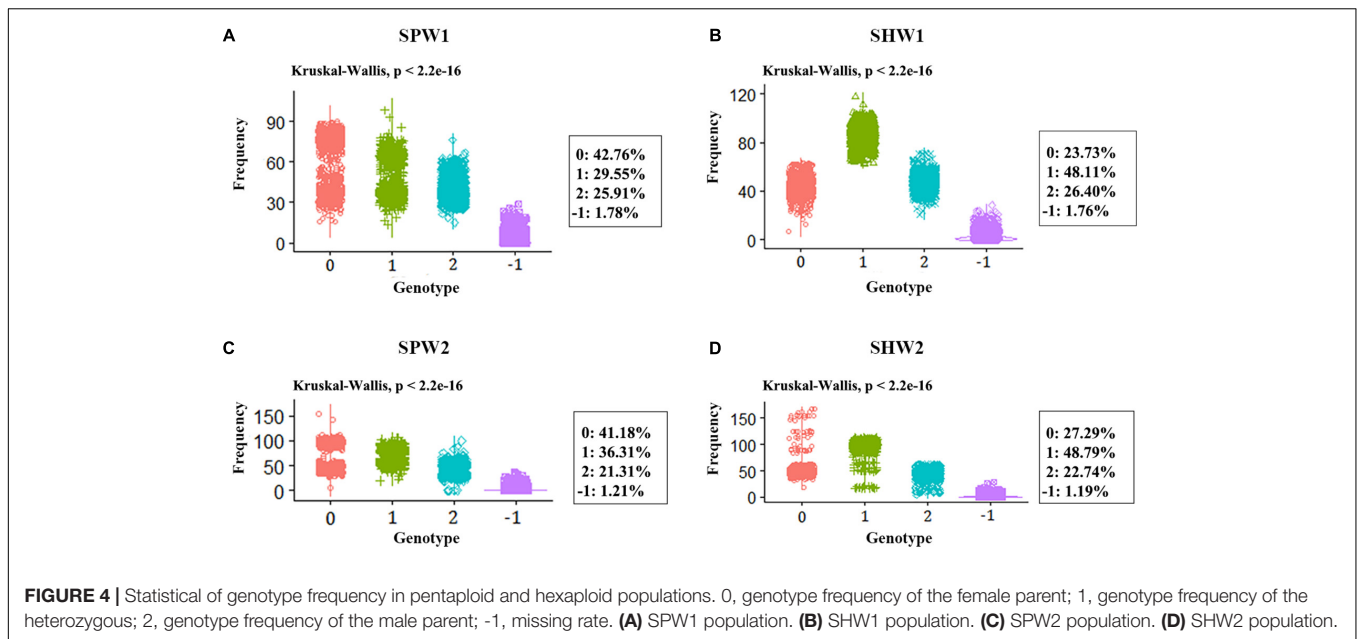 A SPW1
Kruskal-Wallis, p < 2.2e-16
Frequency
90
60
30
0
0 1 2 -1
Genotype
0: 42.76%
1: 29.55%
2: 25.91%
-1: 1.78%
B SHW1
Kruskal-Wallis, p < 2.2e-16
Frequency
120
80
40
0
0 1 2 -1
Genotype
0: 23.73%
1: 48.11%
2: 26.40%
-1: 1.76%
C SPW2
Kruskal-Wallis, p < 2.2e-16
Frequency
150
100
50
0
0 1 2 -1
Genotype
0: 41.18%
1: 36.31%
2: 21.31%
-1: 1.21%
D SHW2
Kruskal-Wallis, p < 2.2e-16
Frequency
150
100
50
0
0 1 2 -1
Genotype
0: 27.29%
1: 48.79%
2: 22.74%
-1: 1.19%
FIGURE 4 | Statistical of genotype frequency in pentaploid and hexaploid populations. 0, genotype frequency of the female parent; 1, genotype frequency of the
heterozygous; 2, genotype frequency of the male parent; -1, missing rate. (A) SPW1 population. (B) SHW1 population. (C) SPW2 population. (D) SHW2 population.